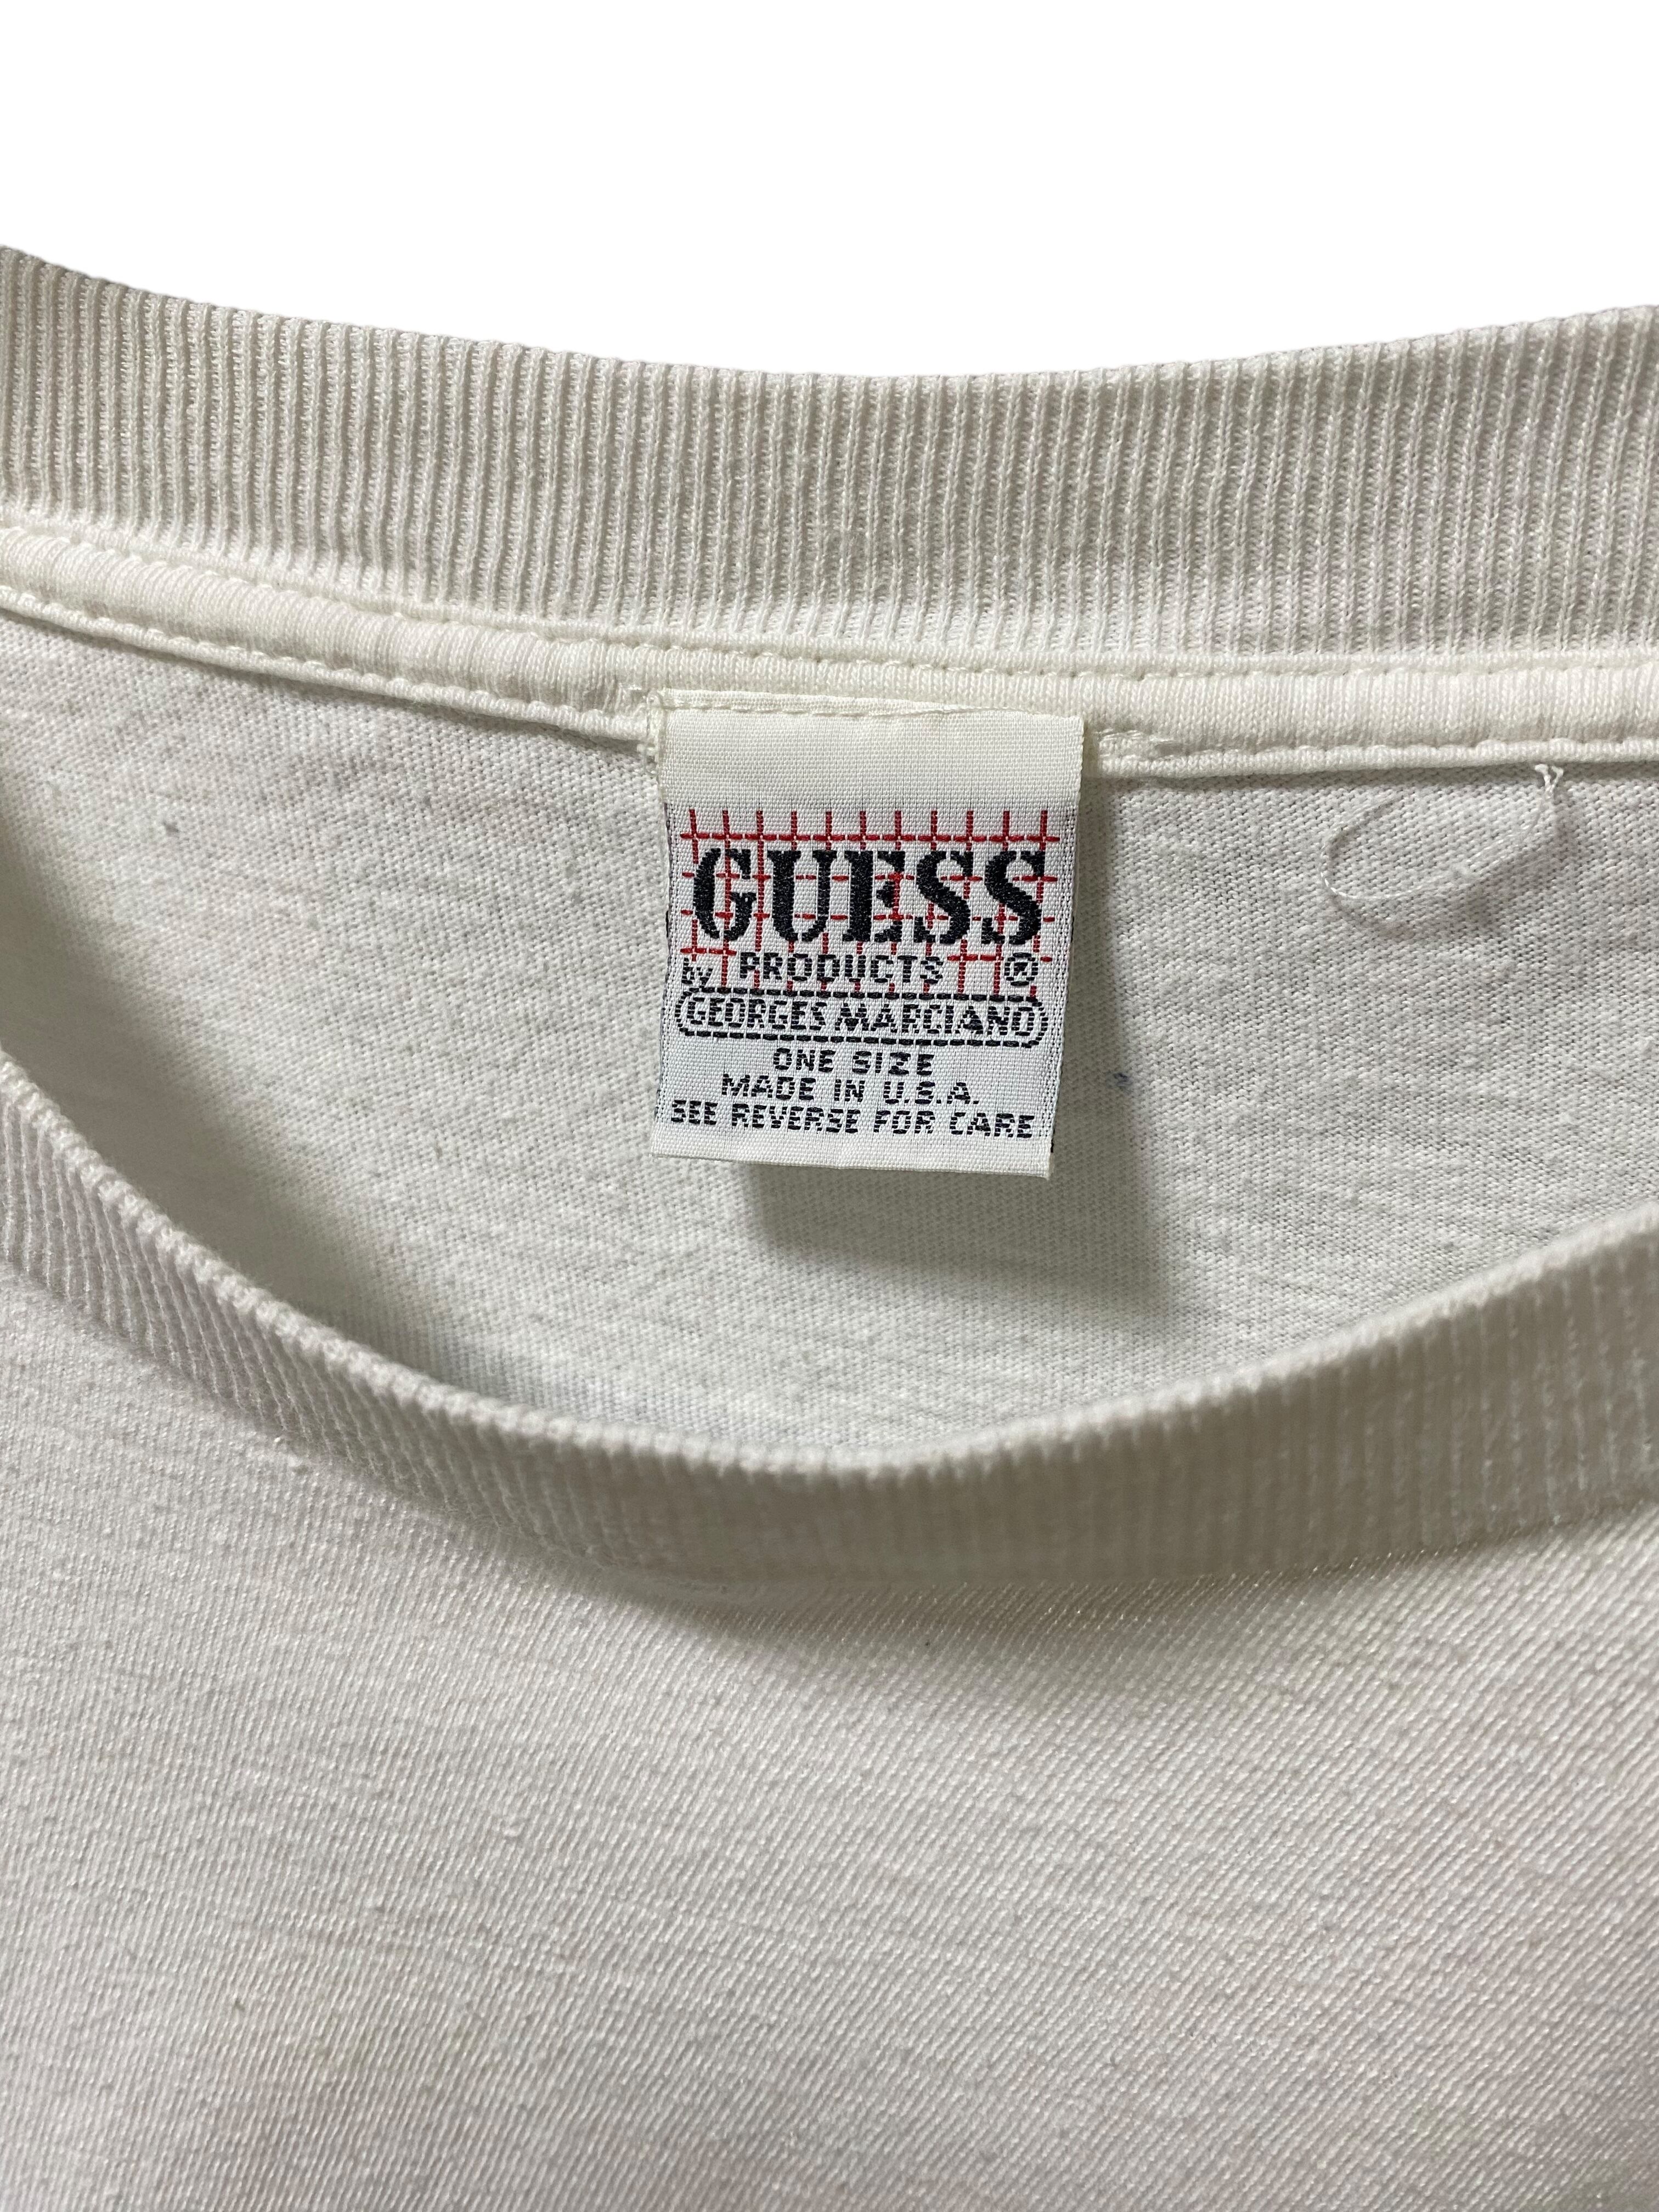 GUESS
by PRODUCTS ®
GEORGES MARCIANO
ONE SIZE
MADE IN U.S.A.
SEE REVERSE FOR CARE